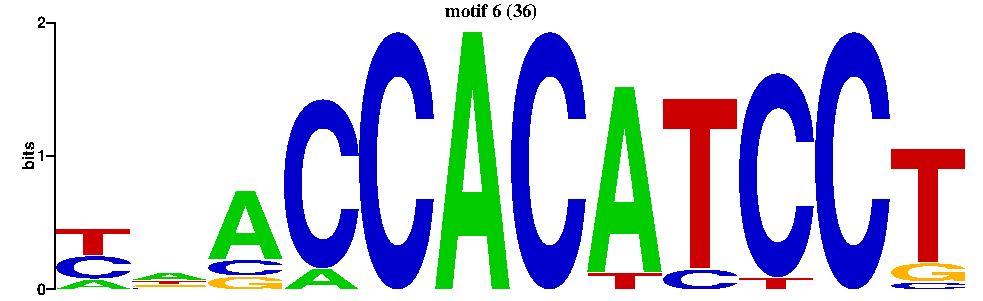 motif 6 (36)
2
bits
1
0
T C A A T A C G C A C A C A T T C C T C T G C